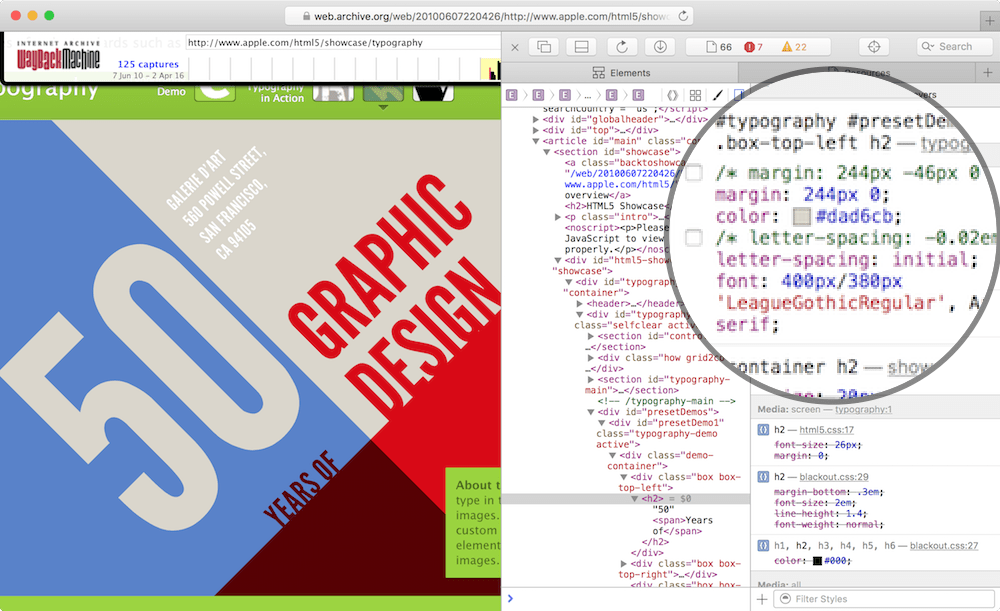 web.archive.org/web/20100607220426/http://www.apple.com/html5/showc
INTERNET ARCHIVE
WayBackMachine
http://www.apple.com/html5/showcase/typography
125 captures
7 Jun 10 – 2 Apr 16
66
7
22
Search
Elements
Resources
Typography
Demo
Typography
in Action
GALERIE D'ART
560 POWELL STREET,
SAN FRANCISCO,
CA 94105
50
GRAPHIC
DESIGN
YEARS OF
About t
type in t
images.
custom
element
images.
searchCountry = 'us';</script>
<div id="globalheader">…</div>
<div id="top">…</div>
<article id="main" class="
<section id="showcase">
<a class="backtoshowca
"/web/20100607220426/
www.apple.com/html5/
overview</a>
<h2>HTML5 Showcase
<p class="intro">…</p
<noscript><p>Please
JavaScript to view
properly.</p></noscr
<div id="html5-show
"showcase">
<div id="typography
"container">
<header>…</header>
<div id="typography
class="selfclear activ
<section id="contro
…</section>
<div class="how grid2co
…</div>
<section id="typography-
main">…</section>
<!-- /typography-main -->
<div id="presetDemos">
<div id="presetDemo1"
class="typography-demo
active">
<div class="demo-
container">
<div class="box box-
top-left">
<h2> = $0
"50"
<span>Years
of</span>
</h2>
</div>
<div class="box box-
top-right">…</div>
<div class="box box-
#typography #presetDem
.box-top-left h2 — typog
/* margin: 244px -46px 0
margin: 244px 0;
color: #dad6cb;
/* letter-spacing: -0.02em
letter-spacing: initial;
font: 400px/380px
'LeagueGothicRegular', A
serif;
container h2 — show
Media: screen — typography:1
h2 — html5.css:17
font-size: 26px;
margin: 0;
h2 — blackout.css:29
margin-bottom: .3em;
font-size: 2em;
line-height: 1.4;
font-weight: normal;
h1, h2, h3, h4, h5, h6 — blackout.css:27
color: #000;
Media: all
Filter Styles